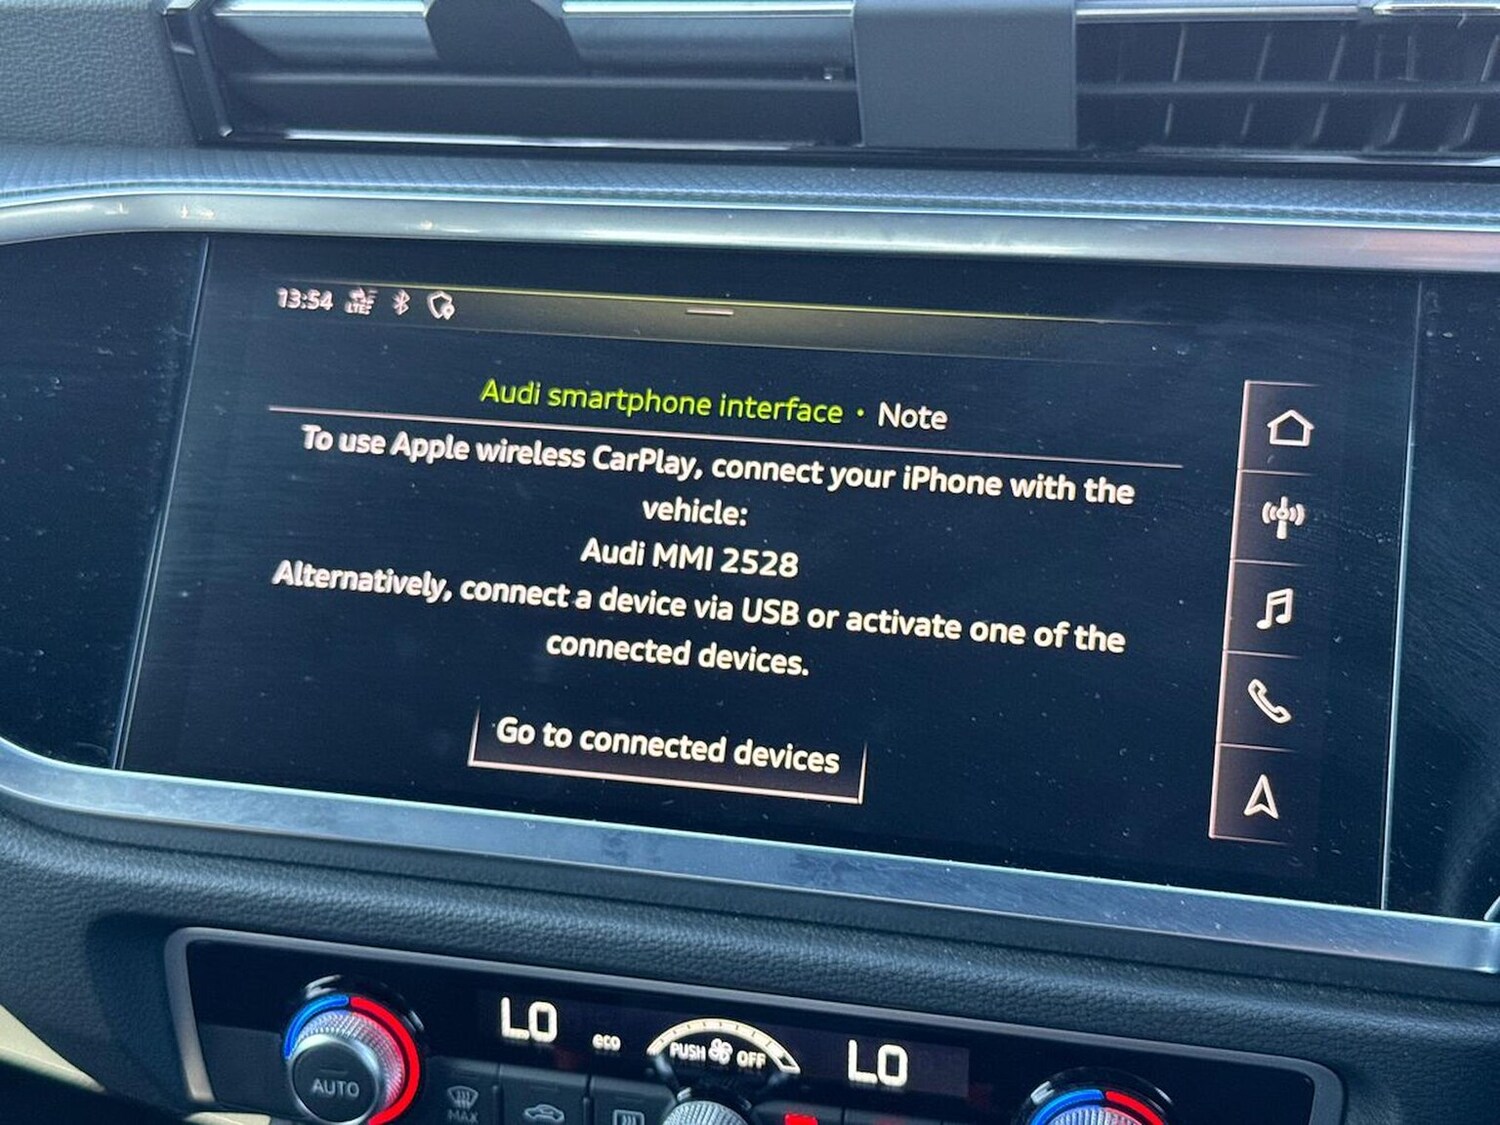 13:54 LTE
Audi smartphone interface • Note
To use Apple wireless CarPlay, connect your iPhone with the
vehicle:
Audi MMI 2528
Alternatively, connect a device via USB or activate one of the
connected devices.
Go to connected devices
LO eco PUSH OFF LO
AUTO
MAX